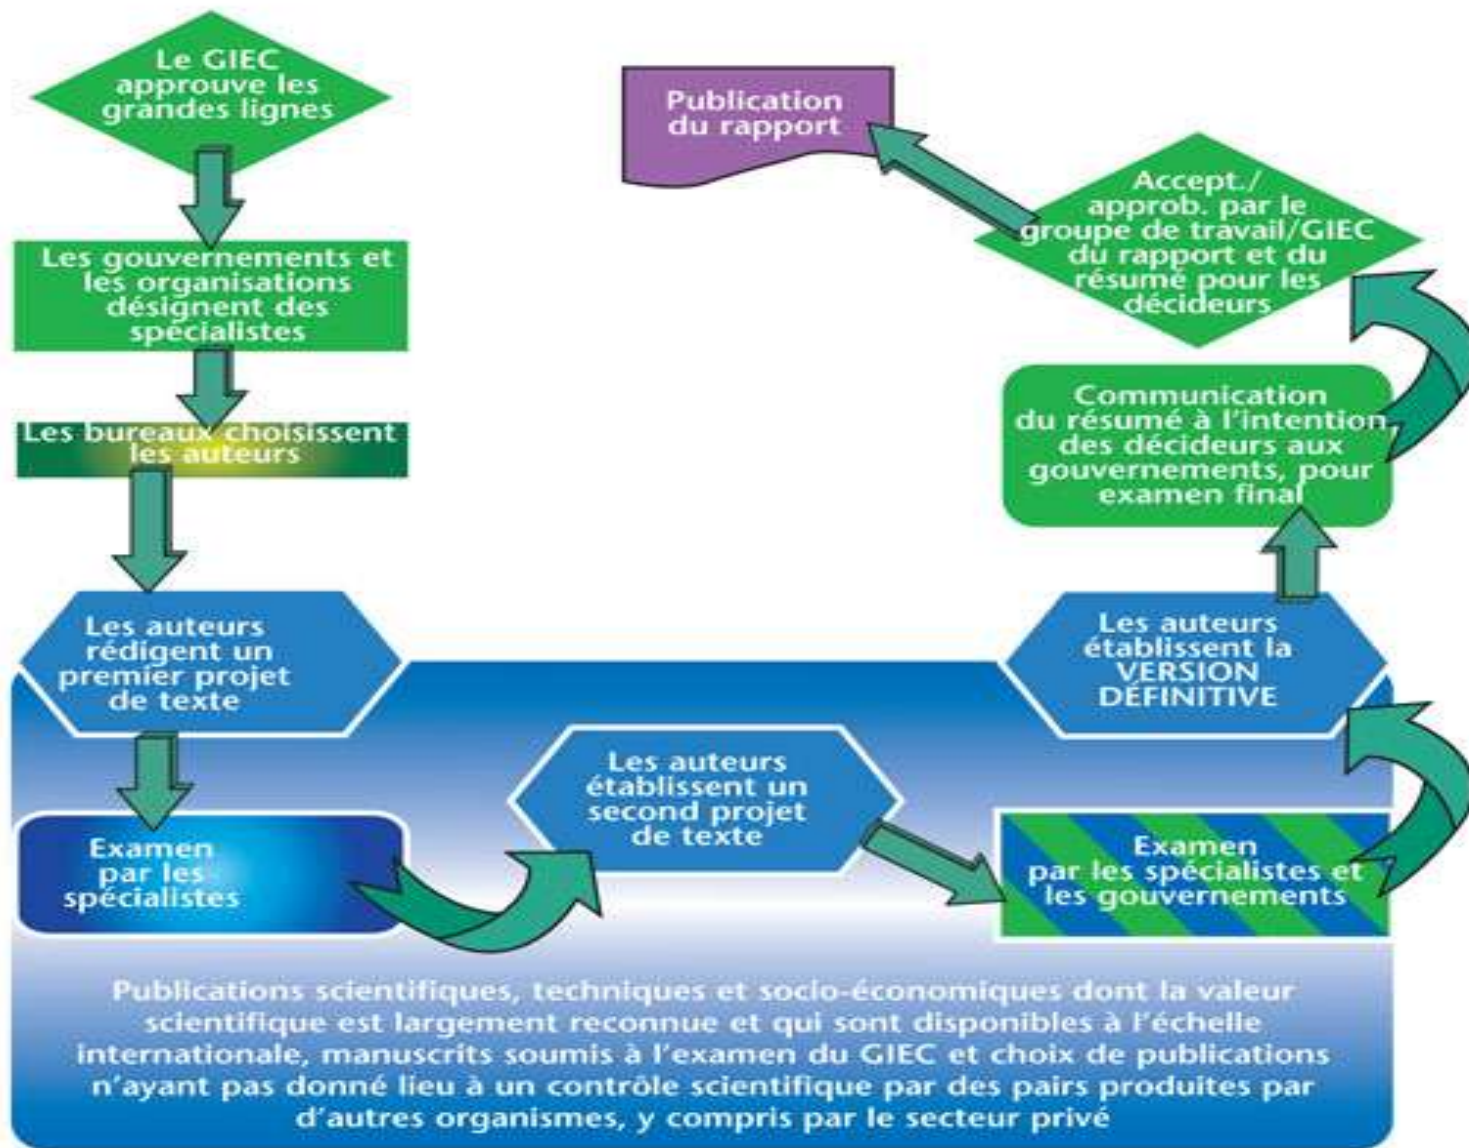 Le GIEC
approuve les
grandes lignes
Les gouvernements et
les organisations
désignent des
spécialistes
Les bureaux choisissent
les auteurs
Les auteurs
rédigent un
premier projet
de texte
Examen
par les
spécialistes
Les auteurs
établissent un
second projet
de texte
Examen
par les spécialistes et
les gouvernements
Les auteurs
établissent la
VERSION
DÉFINITIVE
Communication
du résumé à l’intention
des décideurs aux
gouvernements, pour
examen final
Accept./
approb. par le
groupe de travail/GIEC
du rapport et du
résumé pour les
décideurs
Publication
du rapport
Publications scientifiques, techniques et socio-économiques dont la valeur
scientifique est largement reconnue et qui sont disponibles à l’échelle
internationale, manuscrits soumis à l’examen du GIEC et choix de publications
n’ayant pas donné lieu à un contrôle scientifique par des pairs produites par
d’autres organismes, y compris par le secteur privé